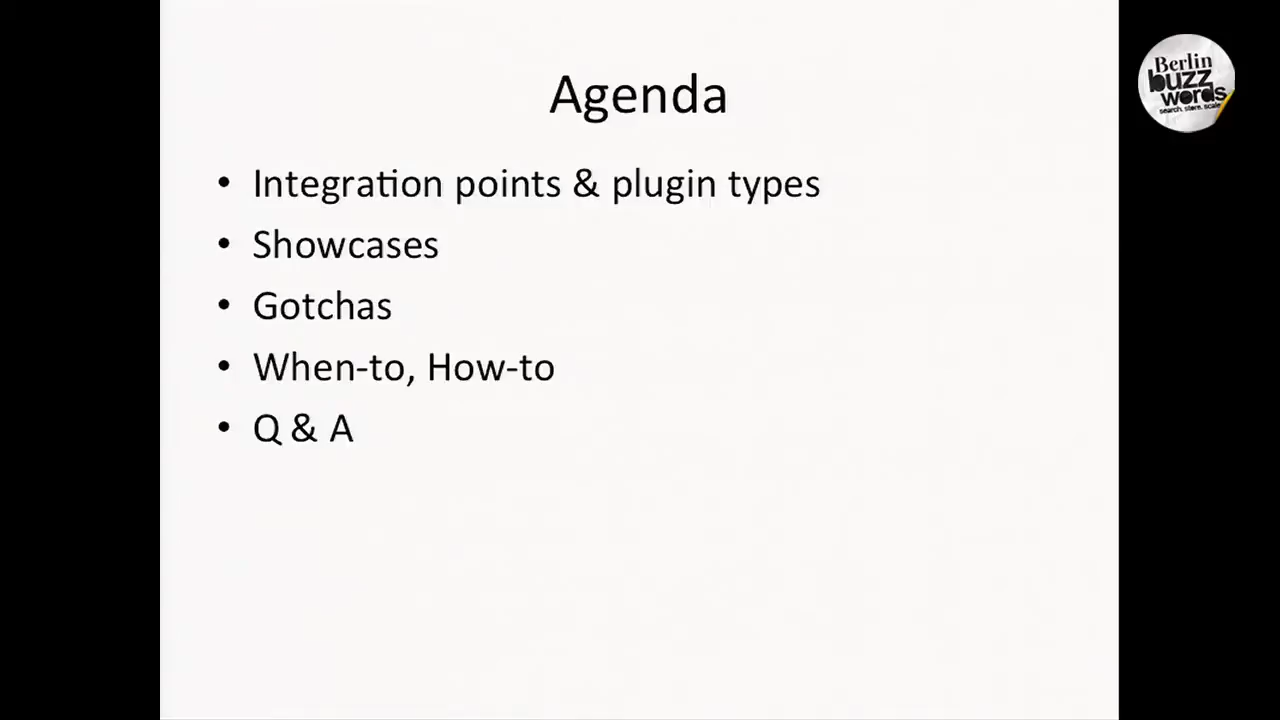 Agenda
• Integration points & plugin types
• Showcases
• Gotchas
• When-to, How-to
• Q & A
Berlin
buzz
words
search. store. scale